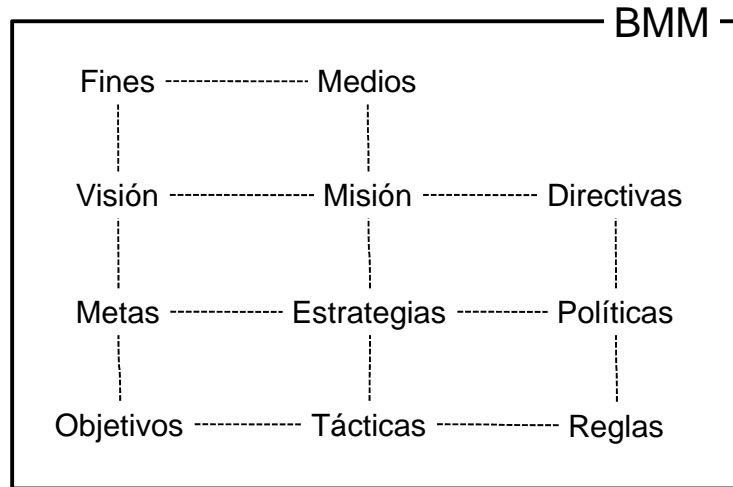 BMM
Fines Medios
Visión Misión Directivas
Metas Estrategias Políticas
Objetivos Tácticas Reglas